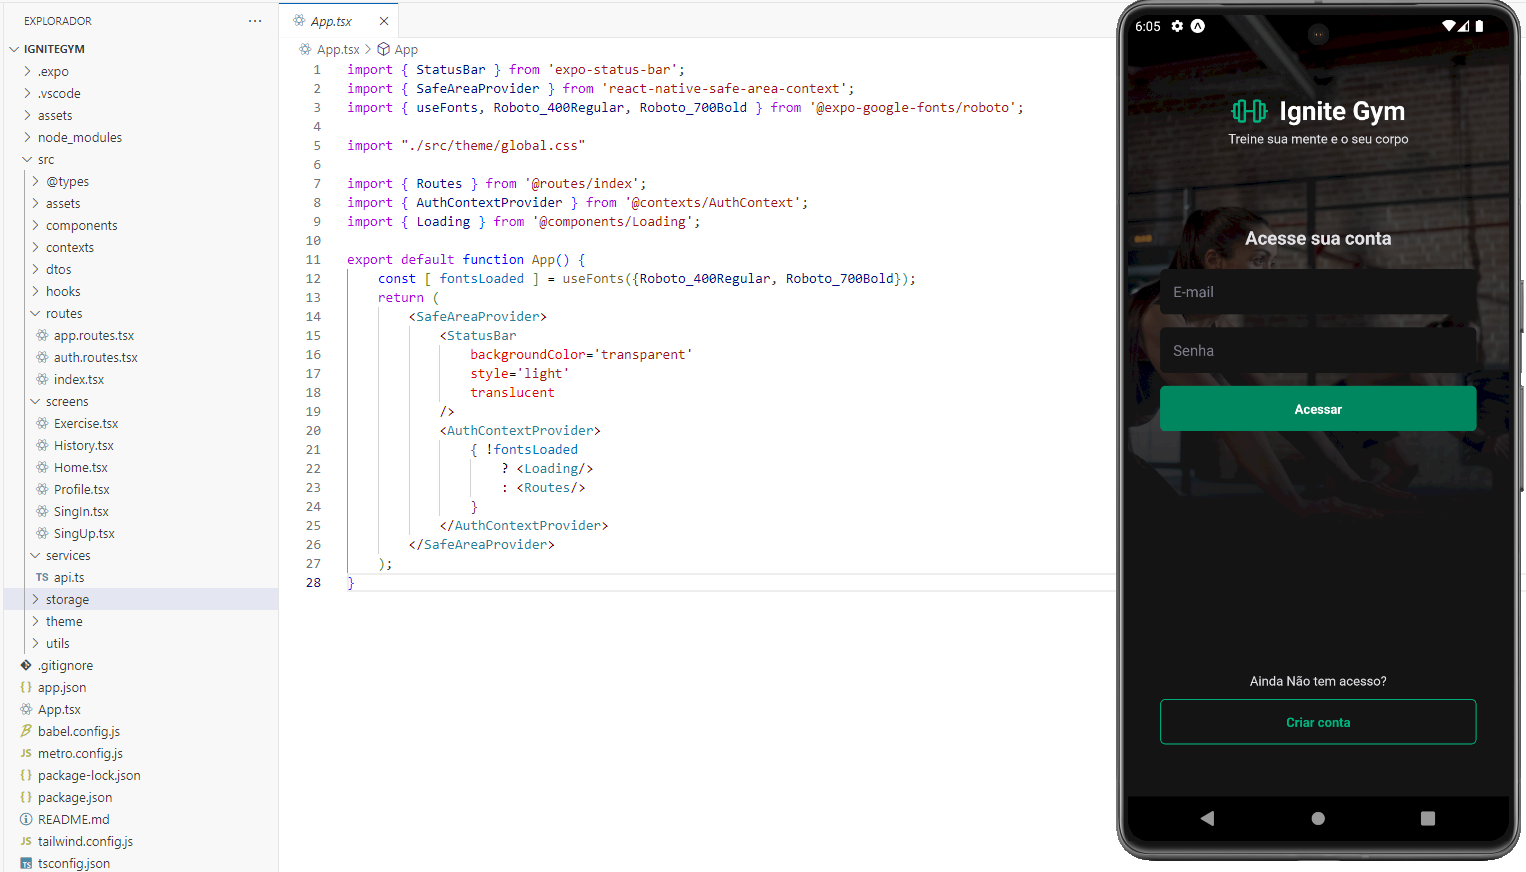 EXPLORADOR
IGNITEGYM
.expo
.vscode
assets
node_modules
src
@types
assets
components
contexts
dtos
hooks
routes
app.routes.tsx
auth.routes.tsx
index.tsx
screens
Exercise.tsx
History.tsx
Home.tsx
Profile.tsx
SingIn.tsx
SingUp.tsx
services
TS api.ts
storage
theme
utils
.gitignore
{} app.json
App.tsx
babel.config.js
JS metro.config.js
{} package-lock.json
{} package.json
README.md
JS tailwind.config.js
TS tsconfig.json
App.tsx
App.tsx > App
1 import { StatusBar } from 'expo-status-bar';
2 import { SafeAreaProvider } from 'react-native-safe-area-context';
3 import { useFonts, Roboto_400Regular, Roboto_700Bold } from '@expo-google-fonts/roboto';
4
5 import "./src/theme/global.css"
6
7 import { Routes } from '@routes/index';
8 import { AuthContextProvider } from '@contexts/AuthContext';
9 import { Loading } from '@components/Loading';
10
11 export default function App() {
12 const [ fontsLoaded ] = useFonts({Roboto_400Regular, Roboto_700Bold});
13 return (
14 <SafeAreaProvider>
15 <StatusBar
16 backgroundColor='transparent'
17 style='light'
18 translucent
19 />
20 <AuthContextProvider>
21 { !fontsLoaded
22 ? <Loading/>
23 : <Routes/>
24 }
25 </AuthContextProvider>
26 </SafeAreaProvider>
27 );
28 }
6:05
Ignite Gym
Treine sua mente e o seu corpo
Acesse sua conta
E-mail
Senha
Acessar
Ainda Não tem acesso?
Criar conta